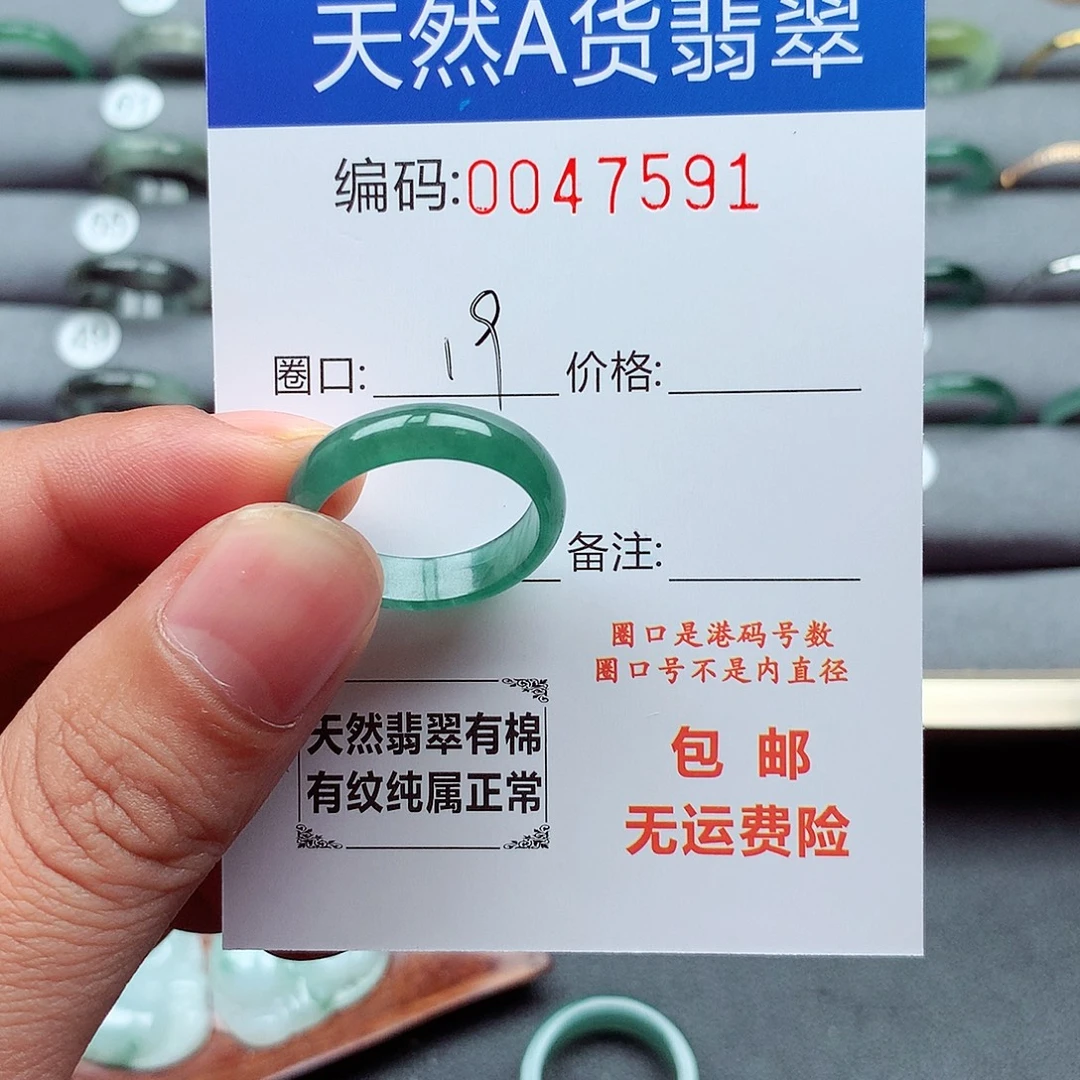 天然A货翡翠
编码:0047591
圈口: 19 价格:
备注:
圈口是港码号数
圈口号不是内直径
天然翡翠有棉
有纹纯属正常
包邮
无运费险